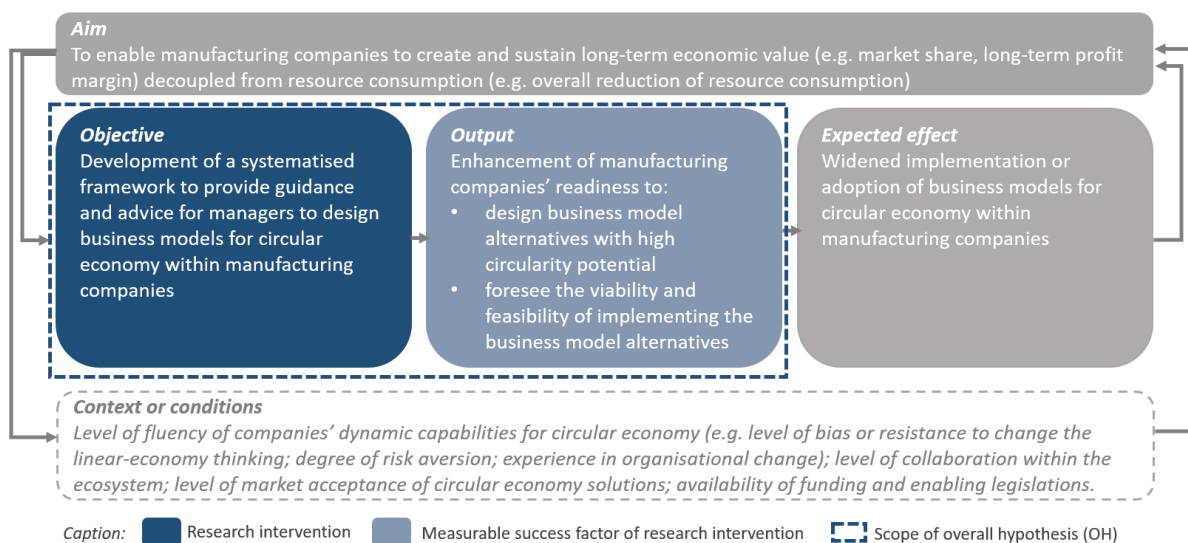 Aim
To enable manufacturing companies to create and sustain long-term economic value (e.g. market share, long-term profit
margin) decoupled from resource consumption (e.g. overall reduction of resource consumption)
Objective
Development of a systematised
framework to provide guidance
and advice for managers to design
business models for circular
economy within manufacturing
companies
Output
Enhancement of manufacturing
companies’ readiness to:
• design business model
alternatives with high
circularity potential
• foresee the viability and
feasibility of implementing the
business model alternatives
Expected effect
Widened implementation or
adoption of business models for
circular economy within
manufacturing companies
Context or conditions
Level of fluency of companies’ dynamic capabilities for circular economy (e.g. level of bias or resistance to change the
linear-economy thinking; degree of risk aversion; experience in organisational change); level of collaboration within the
ecosystem; level of market acceptance of circular economy solutions; availability of funding and enabling legislations.
Caption: Research intervention Measurable success factor of research intervention Scope of overall hypothesis (OH)